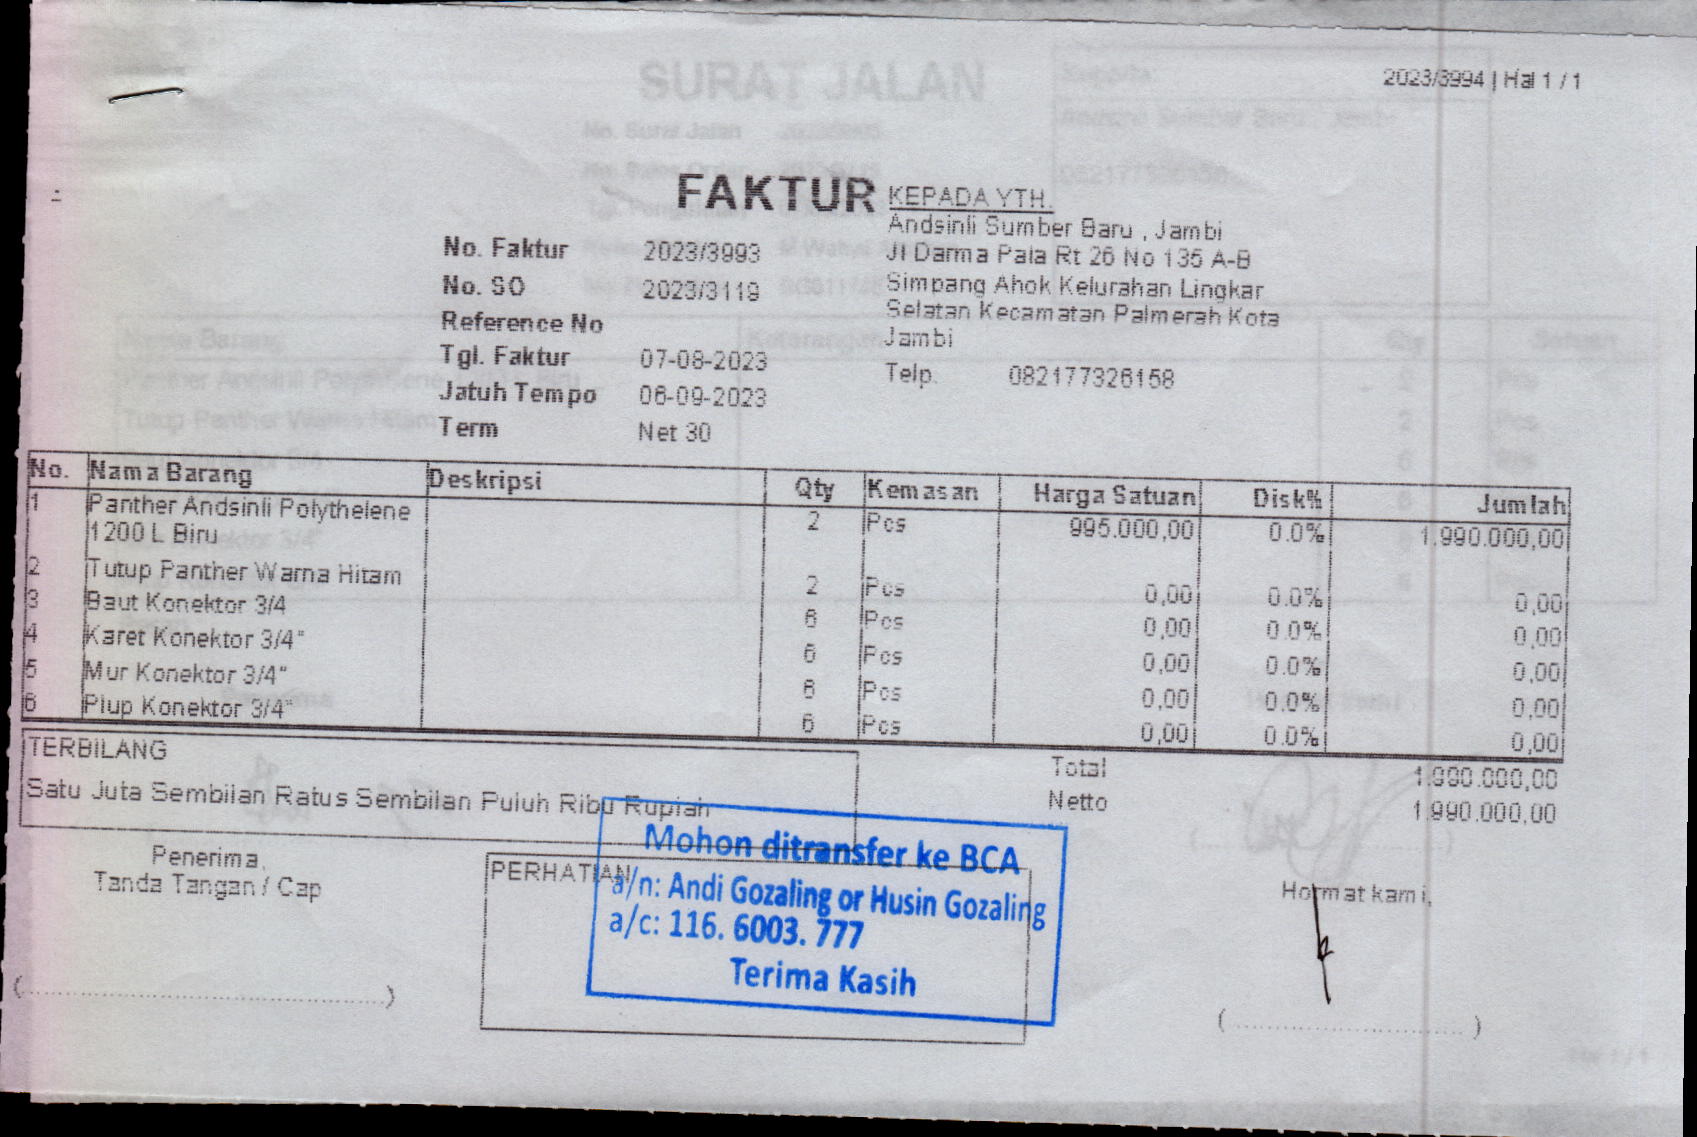 2023/3994 | Hal 1 / 1
SURAT JALAN
FAKTUR
KEPADA YTH.
Andsinli Sumber Baru , Jambi
Jl Darma Pala Rt 26 No 135 A-B
Simpang Ahok Kelurahan Lingkar
Selatan Kecamatan Palmerah Kota
Jambi
Telp. 082177326158
No. Faktur 2023/3993
No. SO 2023/3119
Reference No
Tgl. Faktur 07-08-2023
Jatuh Tempo 06-09-2023
Term Net 30
No. Nama Barang Deskripsi Qty Kemasan Harga Satuan Disk% Jumlah
1 Panther Andsinli Polythelene 2 Pcs 995.000,00 0.0% 1.990.000,00
1200 L Biru
2 Tutup Panther Warna Hitam 2 Pcs 0,00 0.0% 0,00
3 Baut Konektor 3/4 6 Pcs 0,00 0.0% 0,00
4 Karet Konektor 3/4" 6 Pcs 0,00 0.0% 0,00
5 Mur Konektor 3/4" 6 Pcs 0,00 0.0% 0,00
6 Plup Konektor 3/4" 6 Pcs 0,00 0.0% 0,00
TERBILANG
Satu Juta Sembilan Ratus Sembilan Puluh Ribu Rupiah
Total 1.990.000,00
Netto 1.990.000,00
Penerima,
Tanda Tangan / Cap
PERHATIAN
Mohon ditransfer ke BCA
a/n: Andi Gozaling or Husin Gozaling
a/c: 116. 6003. 777
Terima Kasih
Hormat kami,